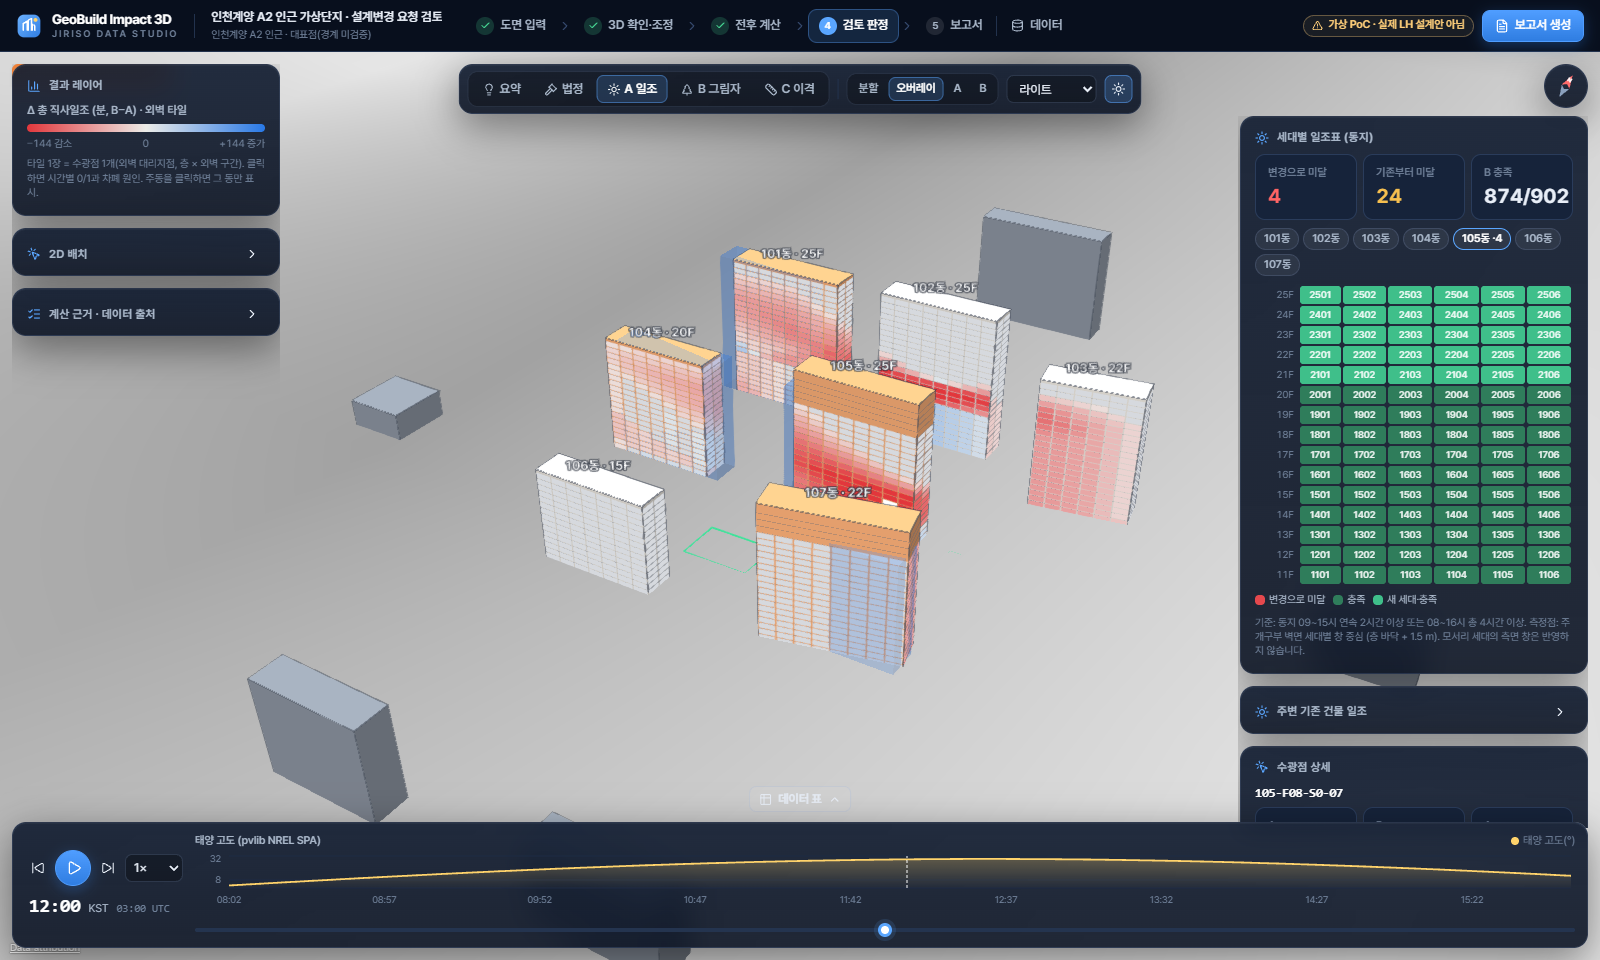 GeoBuild Impact 3D
JIRISO DATA STUDIO
인천계양 A2 인근 가상단지 · 설계변경 요청 검토
인천계양 A2 인근 · 대표점(경계 미검증)
도면 입력
3D 확인·조정
전후 계산
4 검토 판정
5 보고서
데이터
가상 PoC · 실제 LH 설계안 아님
보고서 생성
요약
법정
A 일조
B 그림자
C 이격
분할
오버레이
A
B
라이트
결과 레이어
Δ 총 직사일조 (분, B−A) · 외벽 타일
−144 감소
0
+144 증가
타일 1장 = 수광점 1개(외벽 대리지점, 층 × 외벽 구간). 클릭
하면 시간별 0/1과 차폐 원인. 주동을 클릭하면 그 동만 표
시.
2D 배치
계산 근거 · 데이터 출처
101동 · 25F
102동 · 25F
104동 · 20F
105동 · 25F
103동 · 22F
106동 · 15F
107동 · 22F
세대별 일조표 (동지)
변경으로 미달
4
기존부터 미달
24
B 충족
874/902
101동
102동
103동
104동
105동 ·4
106동
107동
25F 2501 2502 2503 2504 2505 2506
24F 2401 2402 2403 2404 2405 2406
23F 2301 2302 2303 2304 2305 2306
22F 2201 2202 2203 2204 2205 2206
21F 2101 2102 2103 2104 2105 2106
20F 2001 2002 2003 2004 2005 2006
19F 1901 1902 1903 1904 1905 1906
18F 1801 1802 1803 1804 1805 1806
17F 1701 1702 1703 1704 1705 1706
16F 1601 1602 1603 1604 1605 1606
15F 1501 1502 1503 1504 1505 1506
14F 1401 1402 1403 1404 1405 1406
13F 1301 1302 1303 1304 1305 1306
12F 1201 1202 1203 1204 1205 1206
11F 1101 1102 1103 1104 1105 1106
변경으로 미달
충족
새 세대·충족
기준: 동지 09~15시 연속 2시간 이상 또는 08~16시 총 4시간 이상. 측정점: 주
개구부 벽면 세대별 창 중심 (층 바닥 + 1.5 m). 모서리 세대의 측면 창은 반영하
지 않습니다.
주변 기존 건물 일조
수광점 상세
105-F08-S0-07
데이터 표
1×
12:00 KST 03:00 UTC
태양 고도 (pvlib NREL SPA)
태양 고도(°)
32
8
08:02
08:57
09:52
10:47
11:42
12:37
13:32
14:27
15:22
Data attribution